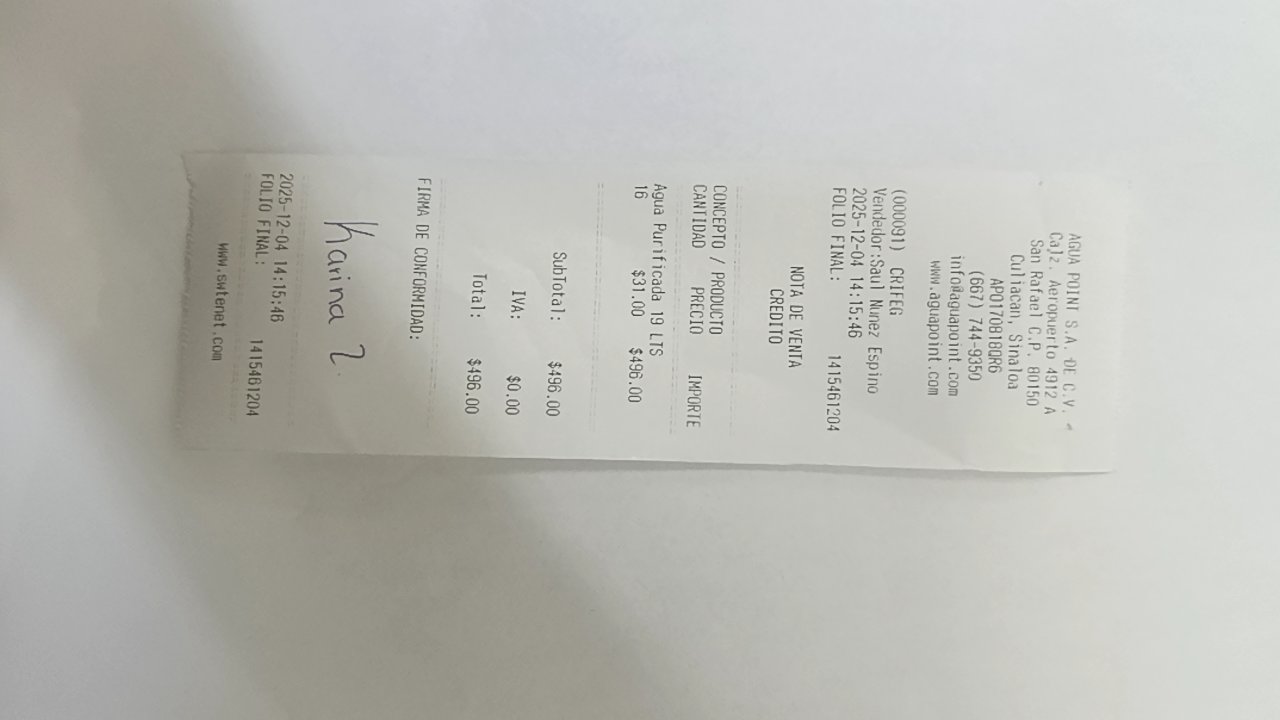 AGUA POINT S.A. DE C.V.
Calz. Aeropuerto 4912 A
San Rafael C.P. 80150
Culiacan, Sinaloa
APO170818QR6
(667) 744-9350
info@aguapoint.com
www.aguapoint.com
(000091) CRIFEG
Vendedor:Saul Nunez Espino
2025-12-04 14:15:46
FOLIO FINAL: 1415461204
NOTA DE VENTA
CREDITO
CONCEPTO / PRODUCTO
CANTIDAD PRECIO IMPORTE
Agua Purificada 19 LTS
16 $31.00 $496.00
SubTotal: $496.00
IVA: $0.00
Total: $496.00
FIRMA DE CONFORMIDAD:
Karina Z.
2025-12-04 14:15:46
FOLIO FINAL: 1415461204
www.swtenet.com